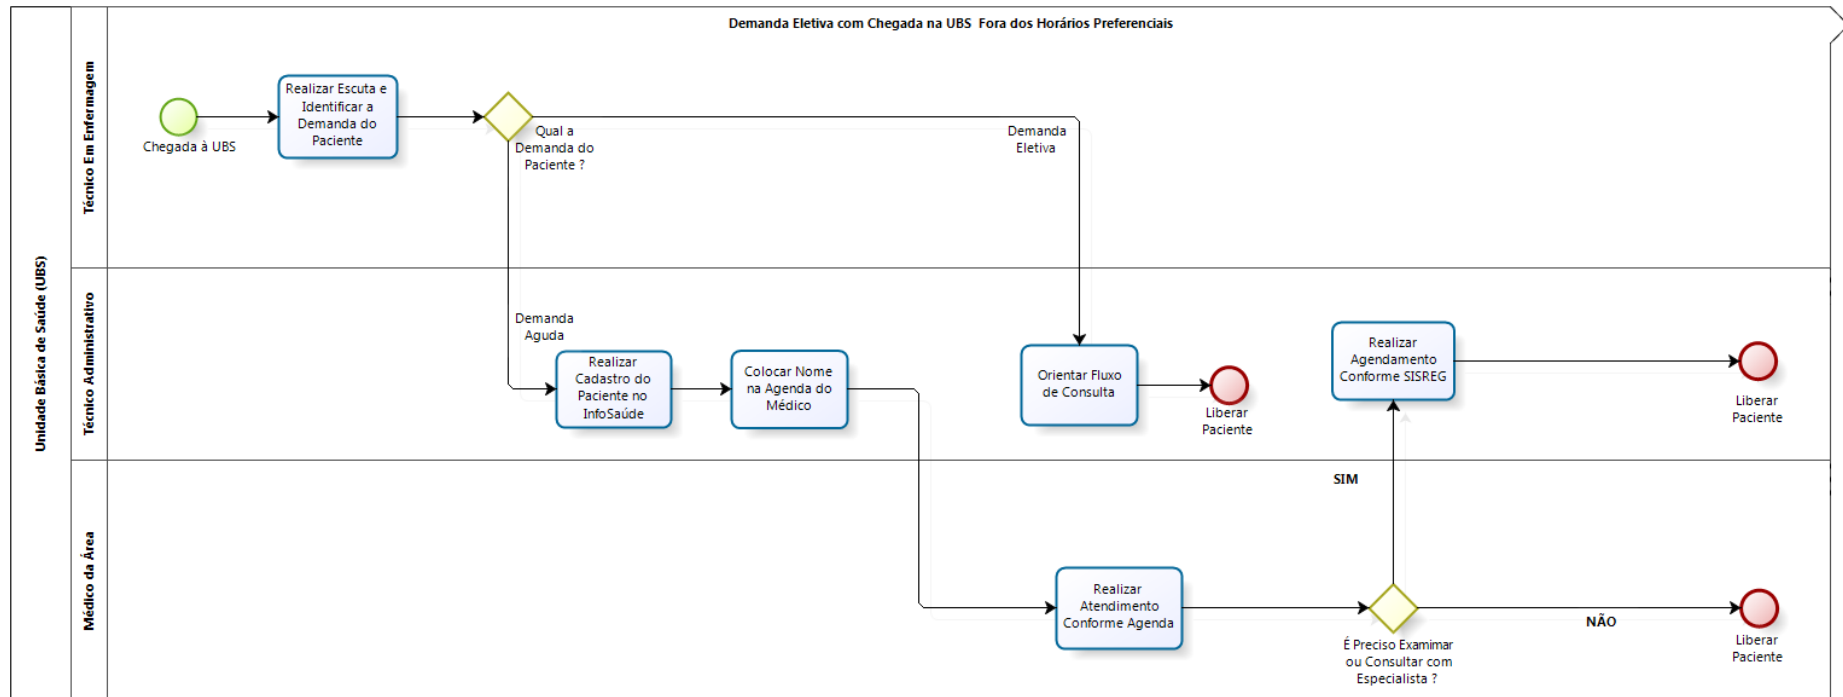 Demanda Eletiva com Chegada na UBS Fora dos Horários Preferenciais
Unidade Básica de Saúde (UBS)
Técnico Em Enfermagem
Chegada à UBS
Realizar Escuta e
Identificar a
Demanda do
Paciente
Qual a
Demanda do
Paciente ?
Demanda
Eletiva
Técnico Administrativo
Demanda
Aguda
Realizar
Cadastro do
Paciente no
InfoSaúde
Colocar Nome
na Agenda do
Médico
Orientar Fluxo
de Consulta
Liberar
Paciente
Realizar
Agendamento
Conforme SISREG
Liberar
Paciente
Médico da Área
SIM
Realizar
Atendimento
Conforme Agenda
É Preciso Examimar
ou Consultar com
Especialista ?
NÃO
Liberar
Paciente